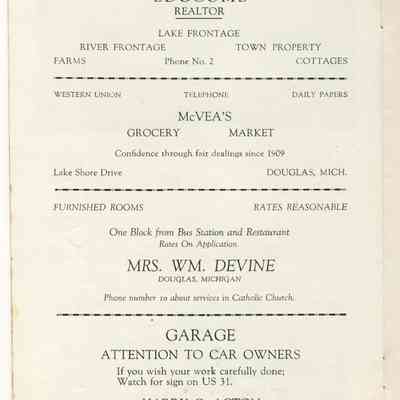 REALTOR
LAKE FRONTAGE
RIVER FRONTAGE TOWN PROPERTY
FARMS Phone No. 2 COTTAGES
WESTERN UNION TELEPHONE DAILY PAPERS
McVEA'S
GROCERY MARKET
Confidence through fair dealings since 1909
Lake Shore Drive DOUGLAS, MICH.
FURNISHED ROOMS RATES REASONABLE
One Block from Bus Station and Restaurant
Rates On Application.
MRS. WM. DEVINE
DOUGLAS, MICHIGAN
Phone number 10 about services in Catholic Church.
GARAGE
ATTENTION TO CAR OWNERS
If you wish your work carefully done;
Watch for sign on US 31.